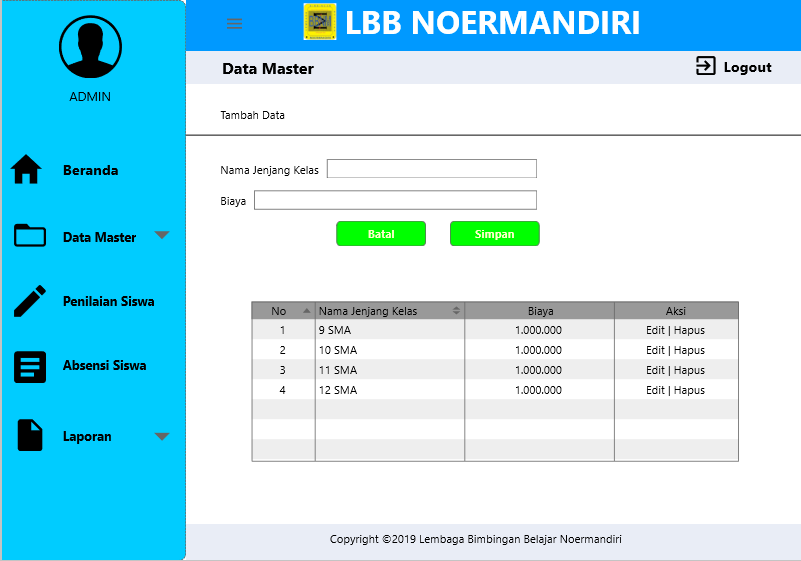 LBB NOERMANDIRI
ADMIN
Beranda
Data Master
Penilaian Siswa
Absensi Siswa
Laporan
Data Master
Logout
Tambah Data
Nama Jenjang Kelas
Biaya
Batal Simpan
No Nama Jenjang Kelas Biaya Aksi
1 9 SMA 1.000.000 Edit | Hapus
2 10 SMA 1.000.000 Edit | Hapus
3 11 SMA 1.000.000 Edit | Hapus
4 12 SMA 1.000.000 Edit | Hapus
Copyright ©2019 Lembaga Bimbingan Belajar Noermandiri